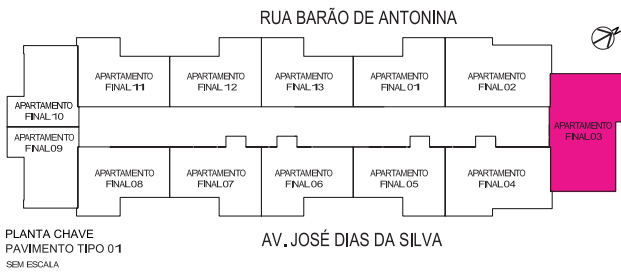 RUA BARÃO DE ANTONINA
APARTAMENTO
FINAL 11
APARTAMENTO
FINAL 12
APARTAMENTO
FINAL 13
APARTAMENTO
FINAL 01
APARTAMENTO
FINAL 02
APARTAMENTO
FINAL 10
APARTAMENTO
FINAL 03
APARTAMENTO
FINAL 09
APARTAMENTO
FINAL 08
APARTAMENTO
FINAL 07
APARTAMENTO
FINAL 06
APARTAMENTO
FINAL 05
APARTAMENTO
FINAL 04
AV. JOSÉ DIAS DA SILVA
PLANTA CHAVE
PAVIMENTO TIPO 01
SEM ESCALA